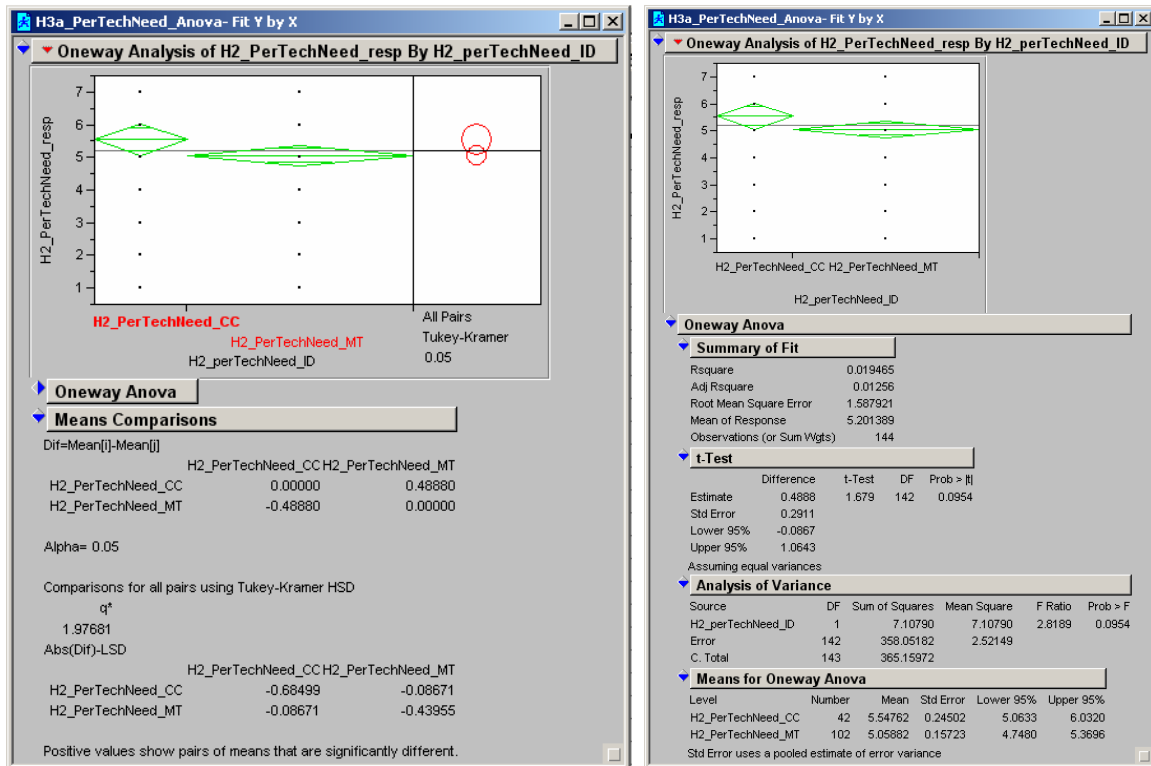 H3a_PerTechNeed_Anova- Fit Y by X
Oneway Analysis of H2_PerTechNeed_resp By H2_perTechNeed_ID
H2_PerTechNeed_resp
7
6
5
4
3
2
1
H2_PerTechNeed_CC
H2_PerTechNeed_MT
H2_perTechNeed_ID
All Pairs
Tukey-Kramer
0.05
Oneway Anova
Means Comparisons
Dif=Mean[i]-Mean[j]
H2_PerTechNeed_CC H2_PerTechNeed_MT
H2_PerTechNeed_CC 0.00000 0.48880
H2_PerTechNeed_MT -0.48880 0.00000
Alpha= 0.05
Comparisons for all pairs using Tukey-Kramer HSD
q*
1.97681
Abs(Dif)-LSD
H2_PerTechNeed_CC H2_PerTechNeed_MT
H2_PerTechNeed_CC -0.68499 -0.08671
H2_PerTechNeed_MT -0.08671 -0.43955
Positive values show pairs of means that are significantly different.
H3a_PerTechNeed_Anova- Fit Y by X
Oneway Analysis of H2_PerTechNeed_resp By H2_perTechNeed_ID
H2_PerTechNeed_resp
7
6
5
4
3
2
1
H2_PerTechNeed_CC H2_PerTechNeed_MT
H2_perTechNeed_ID
Oneway Anova
Summary of Fit
Rsquare 0.019465
Adj Rsquare 0.01256
Root Mean Square Error 1.587921
Mean of Response 5.201389
Observations (or Sum Wgts) 144
t-Test
Difference t-Test DF Prob > |t|
Estimate 0.4888 1.679 142 0.0954
Std Error 0.2911
Lower 95% -0.0867
Upper 95% 1.0643
Assuming equal variances
Analysis of Variance
Source DF Sum of Squares Mean Square F Ratio Prob > F
H2_perTechNeed_ID 1 7.10790 7.10790 2.8189 0.0954
Error 142 358.05182 2.52149
C. Total 143 365.15972
Means for Oneway Anova
Level Number Mean Std Error Lower 95% Upper 95%
H2_PerTechNeed_CC 42 5.54762 0.24502 5.0633 6.0320
H2_PerTechNeed_MT 102 5.05882 0.15723 4.7480 5.3696
Std Error uses a pooled estimate of error variance